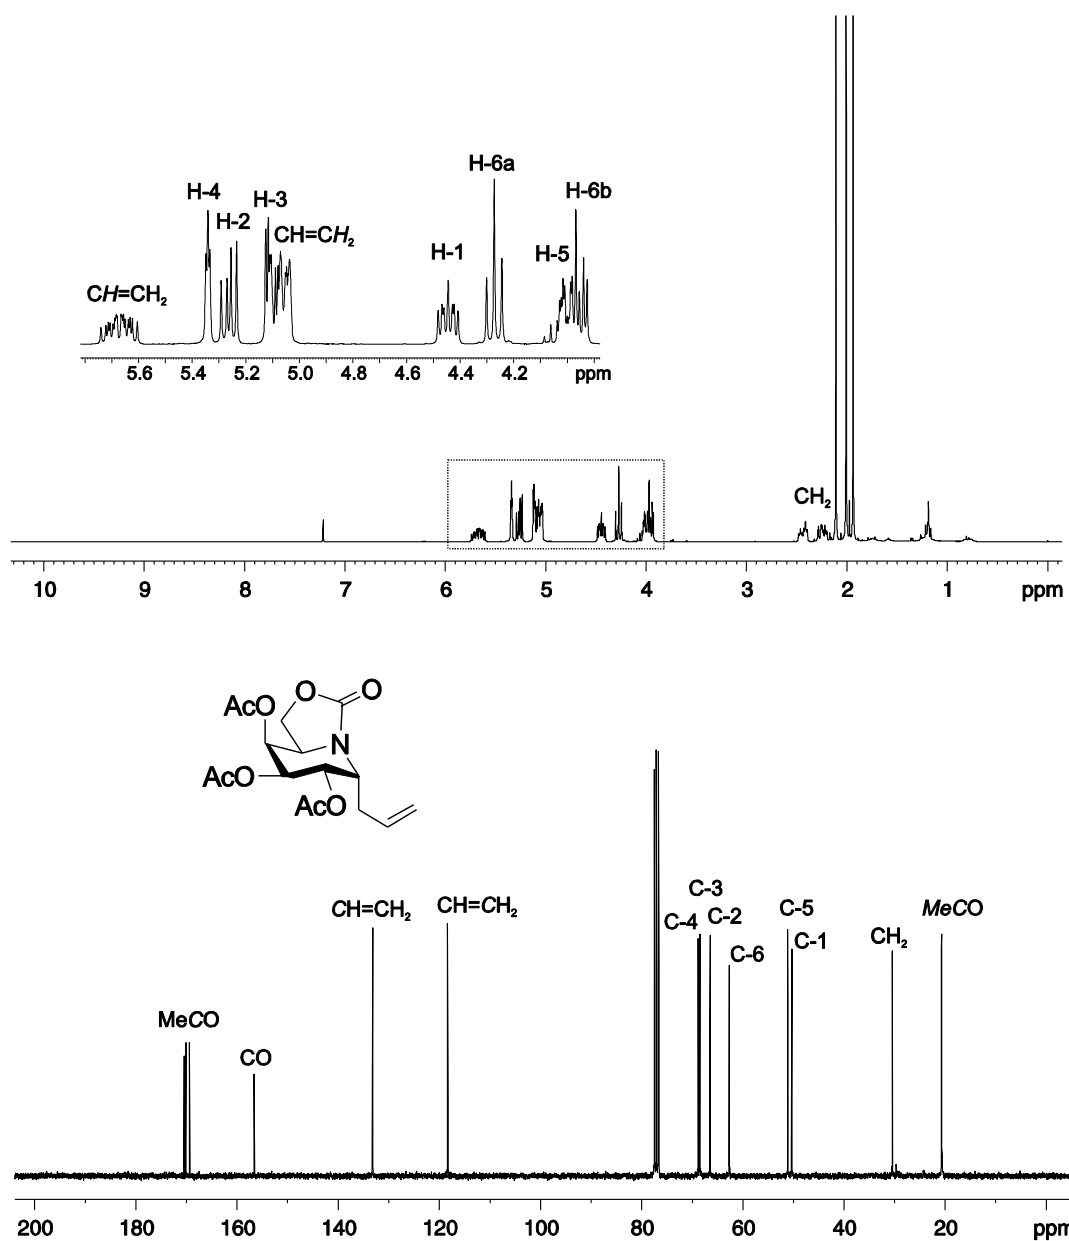 H-6a
H-4
H-3
H-6b
H-2
CH=CH2
H-1
H-5
CH=CH2
5.6 5.4 5.2 5.0 4.8 4.6 4.4 4.2 ppm
CH2
10 9 8 7 6 5 4 3 2 1 ppm
O
O
AcO
N
AcO
AcO
C-3
CH=CH2
CH=CH2
C-4
C-2
C-5
MeCO
C-6
C-1
CH2
MeCO
CO
200 180 160 140 120 100 80 60 40 20 ppm